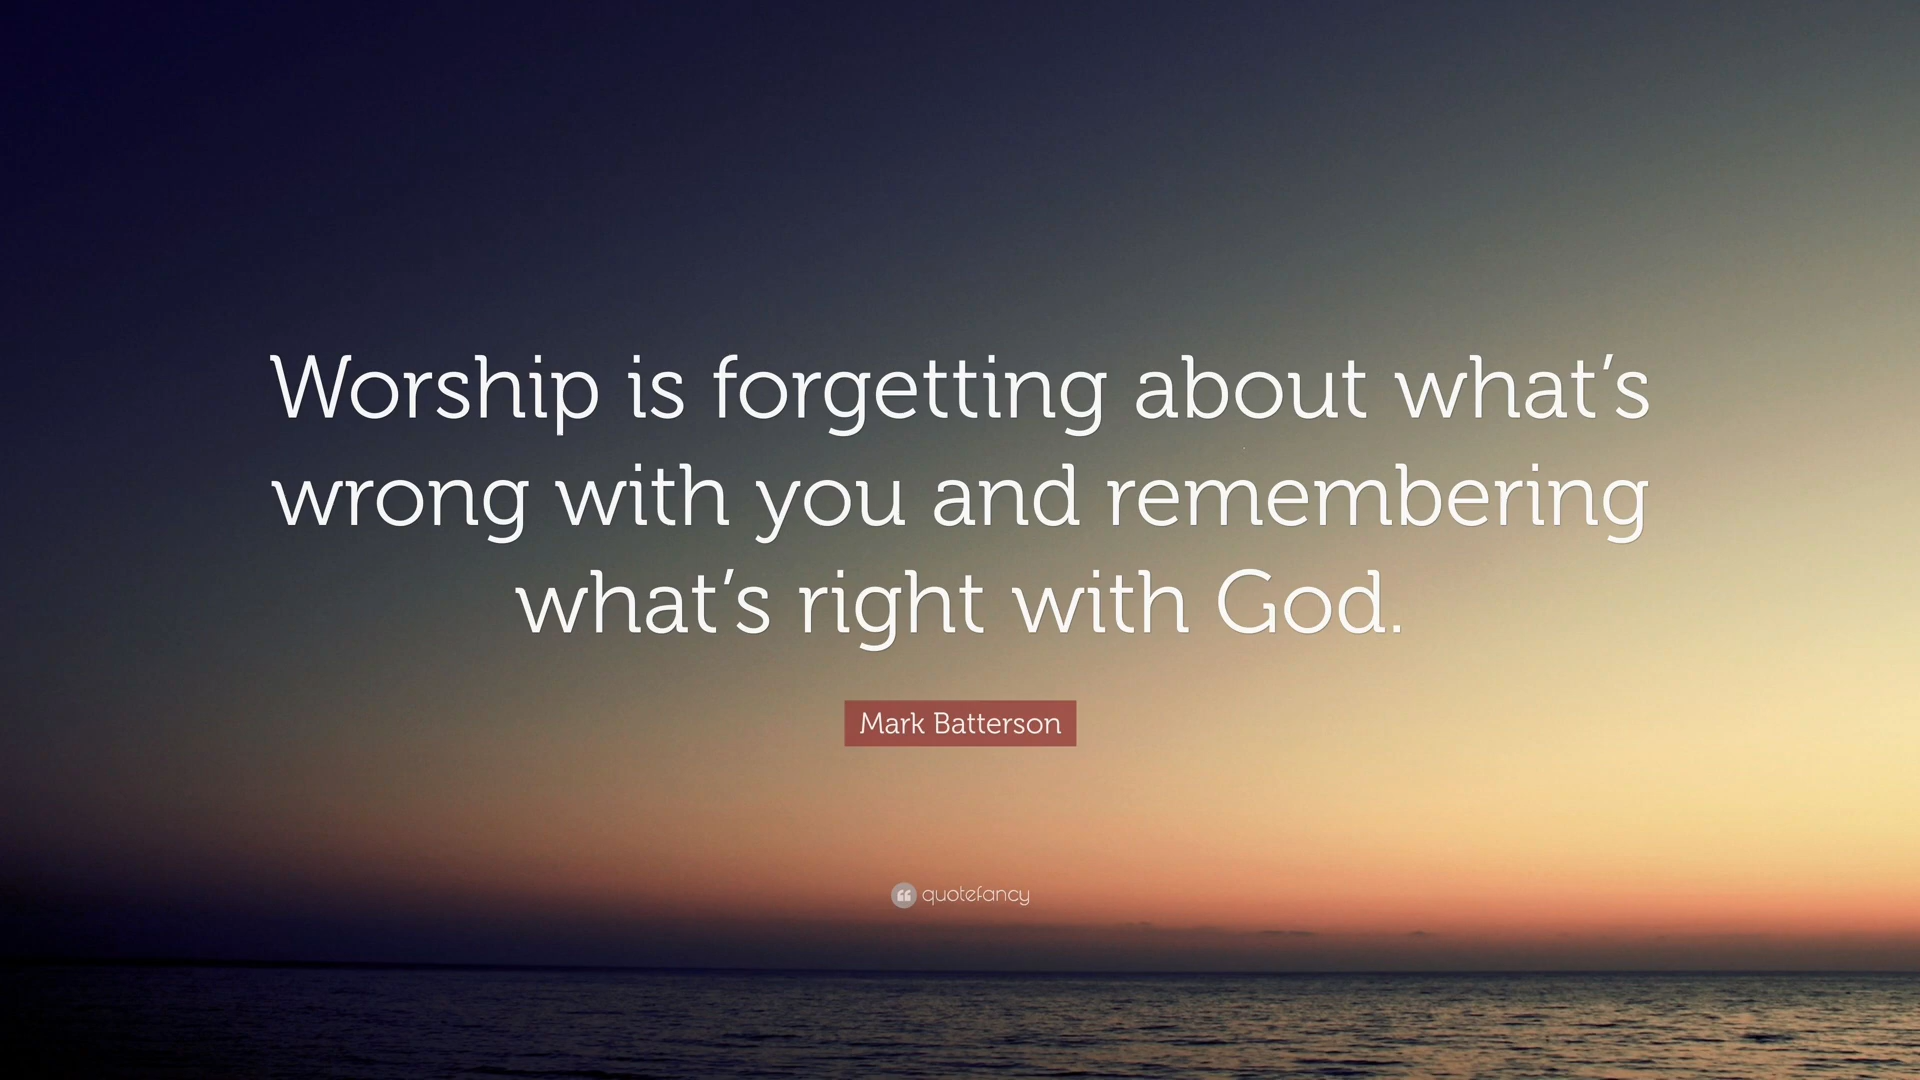 Worship is forgetting about what’s
wrong with you and remembering
what’s right with God.
Mark Batterson
quotefancy